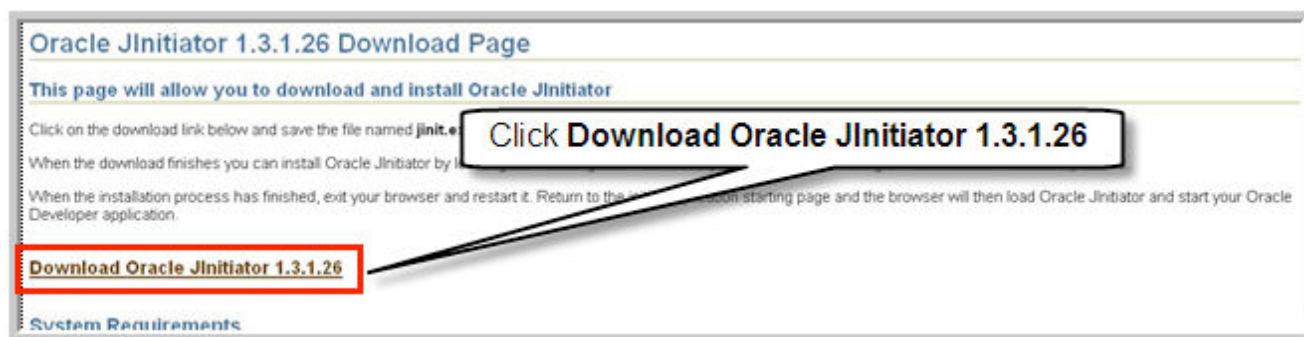 Oracle JInitiator 1.3.1.26 Download Page
This page will allow you to download and install Oracle JInitiator
Click on the download link below and save the file named jinit.e
Click Download Oracle JInitiator 1.3.1.26
When the download finishes you can install Oracle JInitiator by
When the installation process has finished, exit your browser and restart it. Return to the starting page and the browser will then load Oracle JInitiator and start your Oracle
Developer application.
Download Oracle JInitiator 1.3.1.26
System Requirements